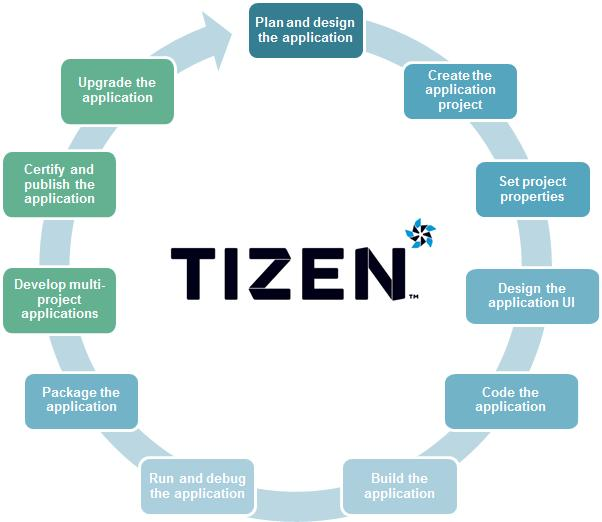 Plan and design
the application
Create the
application
project
Set project
properties
Design the
application UI
Code the
application
Build the
application
Run and debug
the application
Package the
application
Develop multi-
project
applications
Certify and
publish the
application
Upgrade the
application
TIZEN™